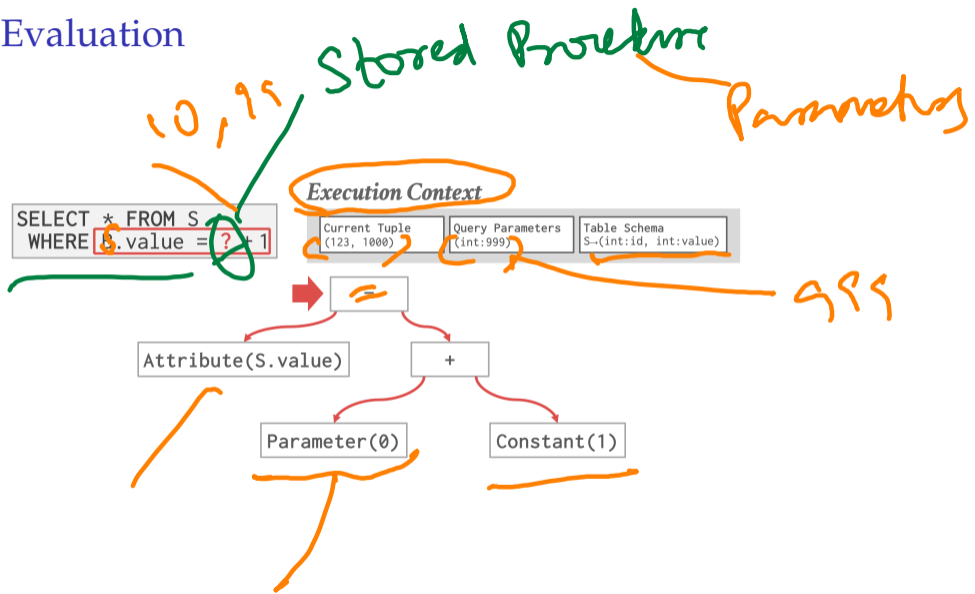 Evaluation
Stored Procedure
Parameters
10, 99
Execution Context
SELECT * FROM S
WHERE S.value = ? + 1
Current Tuple
(123, 1000)
Query Parameters
(int:999)
Table Schema
S→(int:id, int:value)
=
999
Attribute(S.value)
+
Parameter(0)
Constant(1)